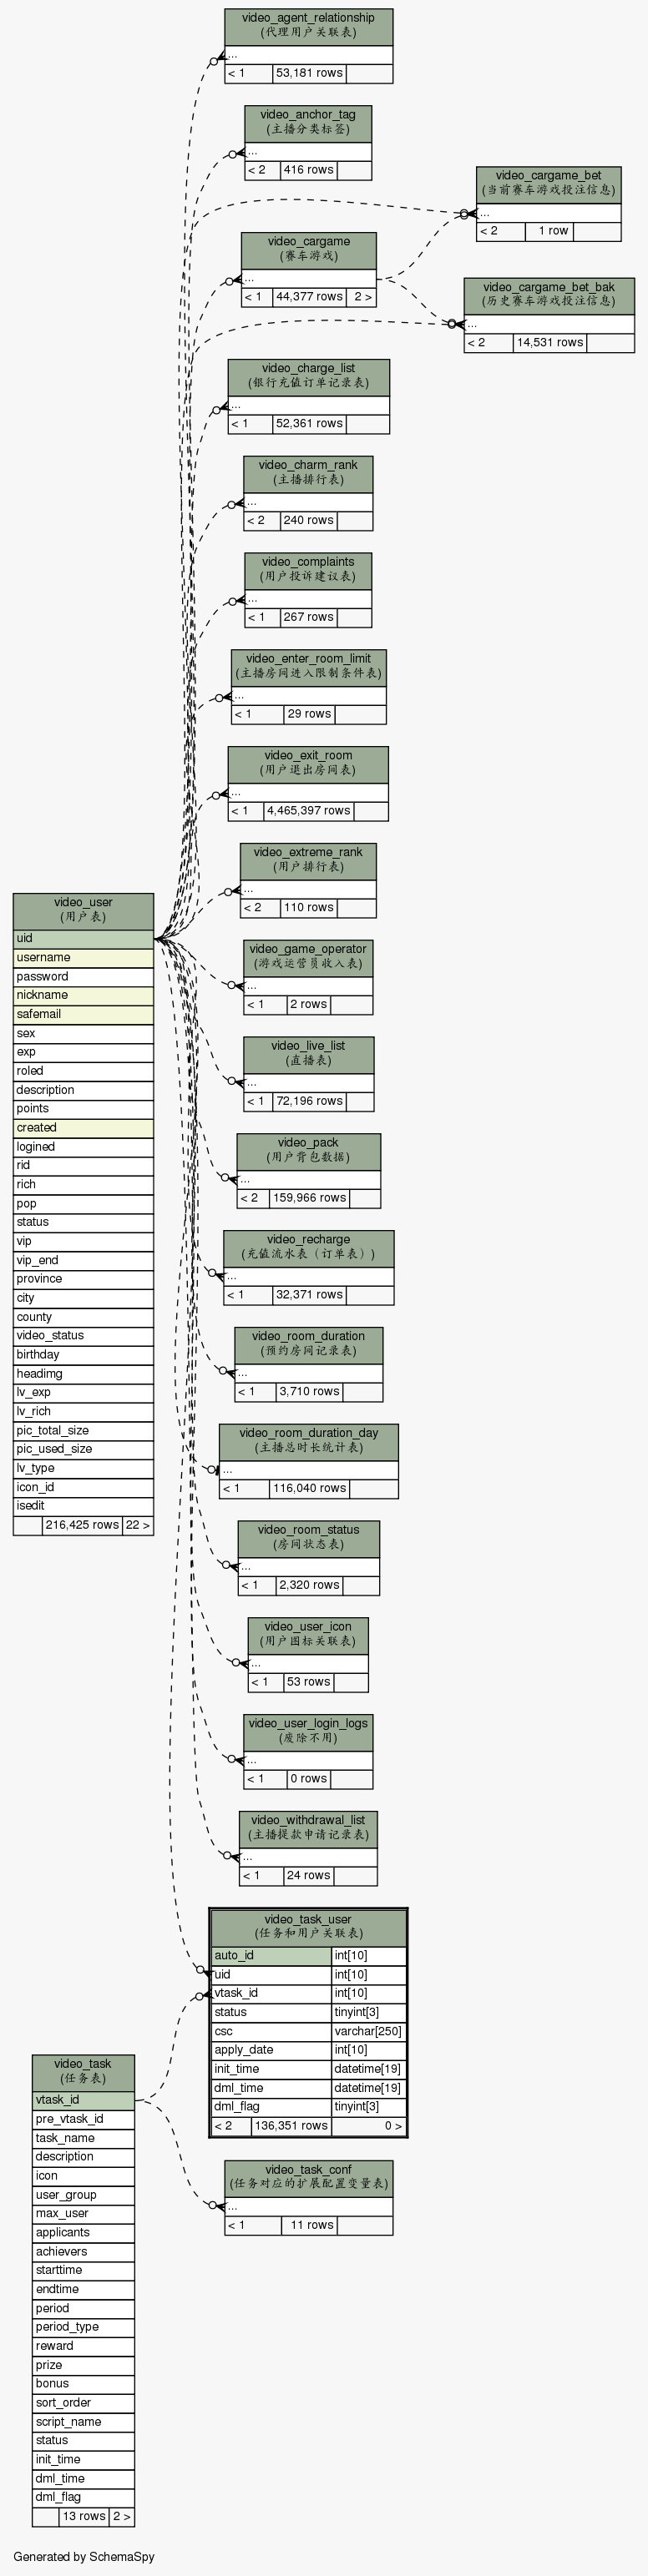 video_agent_relationship
(代理用户关联表)
...
< 1 53,181 rows
video_anchor_tag
(主播分类标签)
...
< 2 416 rows
video_cargame_bet
(当前赛车游戏投注信息)
...
< 2 1 row
video_cargame
(赛车游戏)
...
< 1 44,377 rows 2 >
video_cargame_bet_bak
(历史赛车游戏投注信息)
...
< 2 14,531 rows
video_charge_list
(银行充值订单记录表)
...
< 1 52,361 rows
video_charm_rank
(主播排行表)
...
< 2 240 rows
video_complaints
(用户投诉建议表)
...
< 1 267 rows
video_enter_room_limit
(主播房间进入限制条件表)
...
< 1 29 rows
video_exit_room
(用户退出房间表)
...
< 1 4,465,397 rows
video_extreme_rank
(用户排行表)
...
< 2 110 rows
video_game_operator
(游戏运营员收入表)
...
< 1 2 rows
video_live_list
(直播表)
...
< 1 72,196 rows
video_pack
(用户背包数据)
...
< 2 159,966 rows
video_recharge
(充值流水表（订单表）)
...
< 1 32,371 rows
video_room_duration
(预约房间记录表)
...
< 1 3,710 rows
video_room_duration_day
(主播总时长统计表)
...
< 1 116,040 rows
video_room_status
(房间状态表)
...
< 1 2,320 rows
video_user_icon
(用户图标关联表)
...
< 1 53 rows
video_user_login_logs
(废除不用)
...
< 1 0 rows
video_withdrawal_list
(主播提款申请记录表)
...
< 1 24 rows
video_user
(用户表)
uid
username
password
nickname
safemail
sex
exp
roled
description
points
created
logined
rid
rich
pop
status
vip
vip_end
province
city
county
video_status
birthday
headimg
lv_exp
lv_rich
pic_total_size
pic_used_size
lv_type
icon_id
isedit
216,425 rows 22 >
video_task_user
(任务和用户关联表)
auto_id int[10]
uid int[10]
vtask_id int[10]
status tinyint[3]
csc varchar[250]
apply_date int[10]
init_time datetime[19]
dml_time datetime[19]
dml_flag tinyint[3]
< 2 136,351 rows 0 >
video_task
(任务表)
vtask_id
pre_vtask_id
task_name
description
icon
user_group
max_user
applicants
achievers
starttime
endtime
period
period_type
reward
prize
bonus
sort_order
script_name
status
init_time
dml_time
dml_flag
13 rows 2 >
video_task_conf
(任务对应的扩展配置变量表)
...
< 1 11 rows
Generated by SchemaSpy